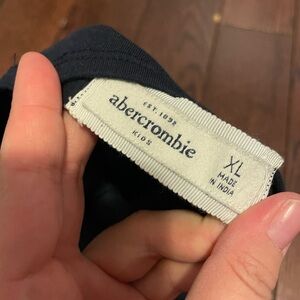 EST. 1892
abercrombie
KIDS
XL
MADE
IN INDIA